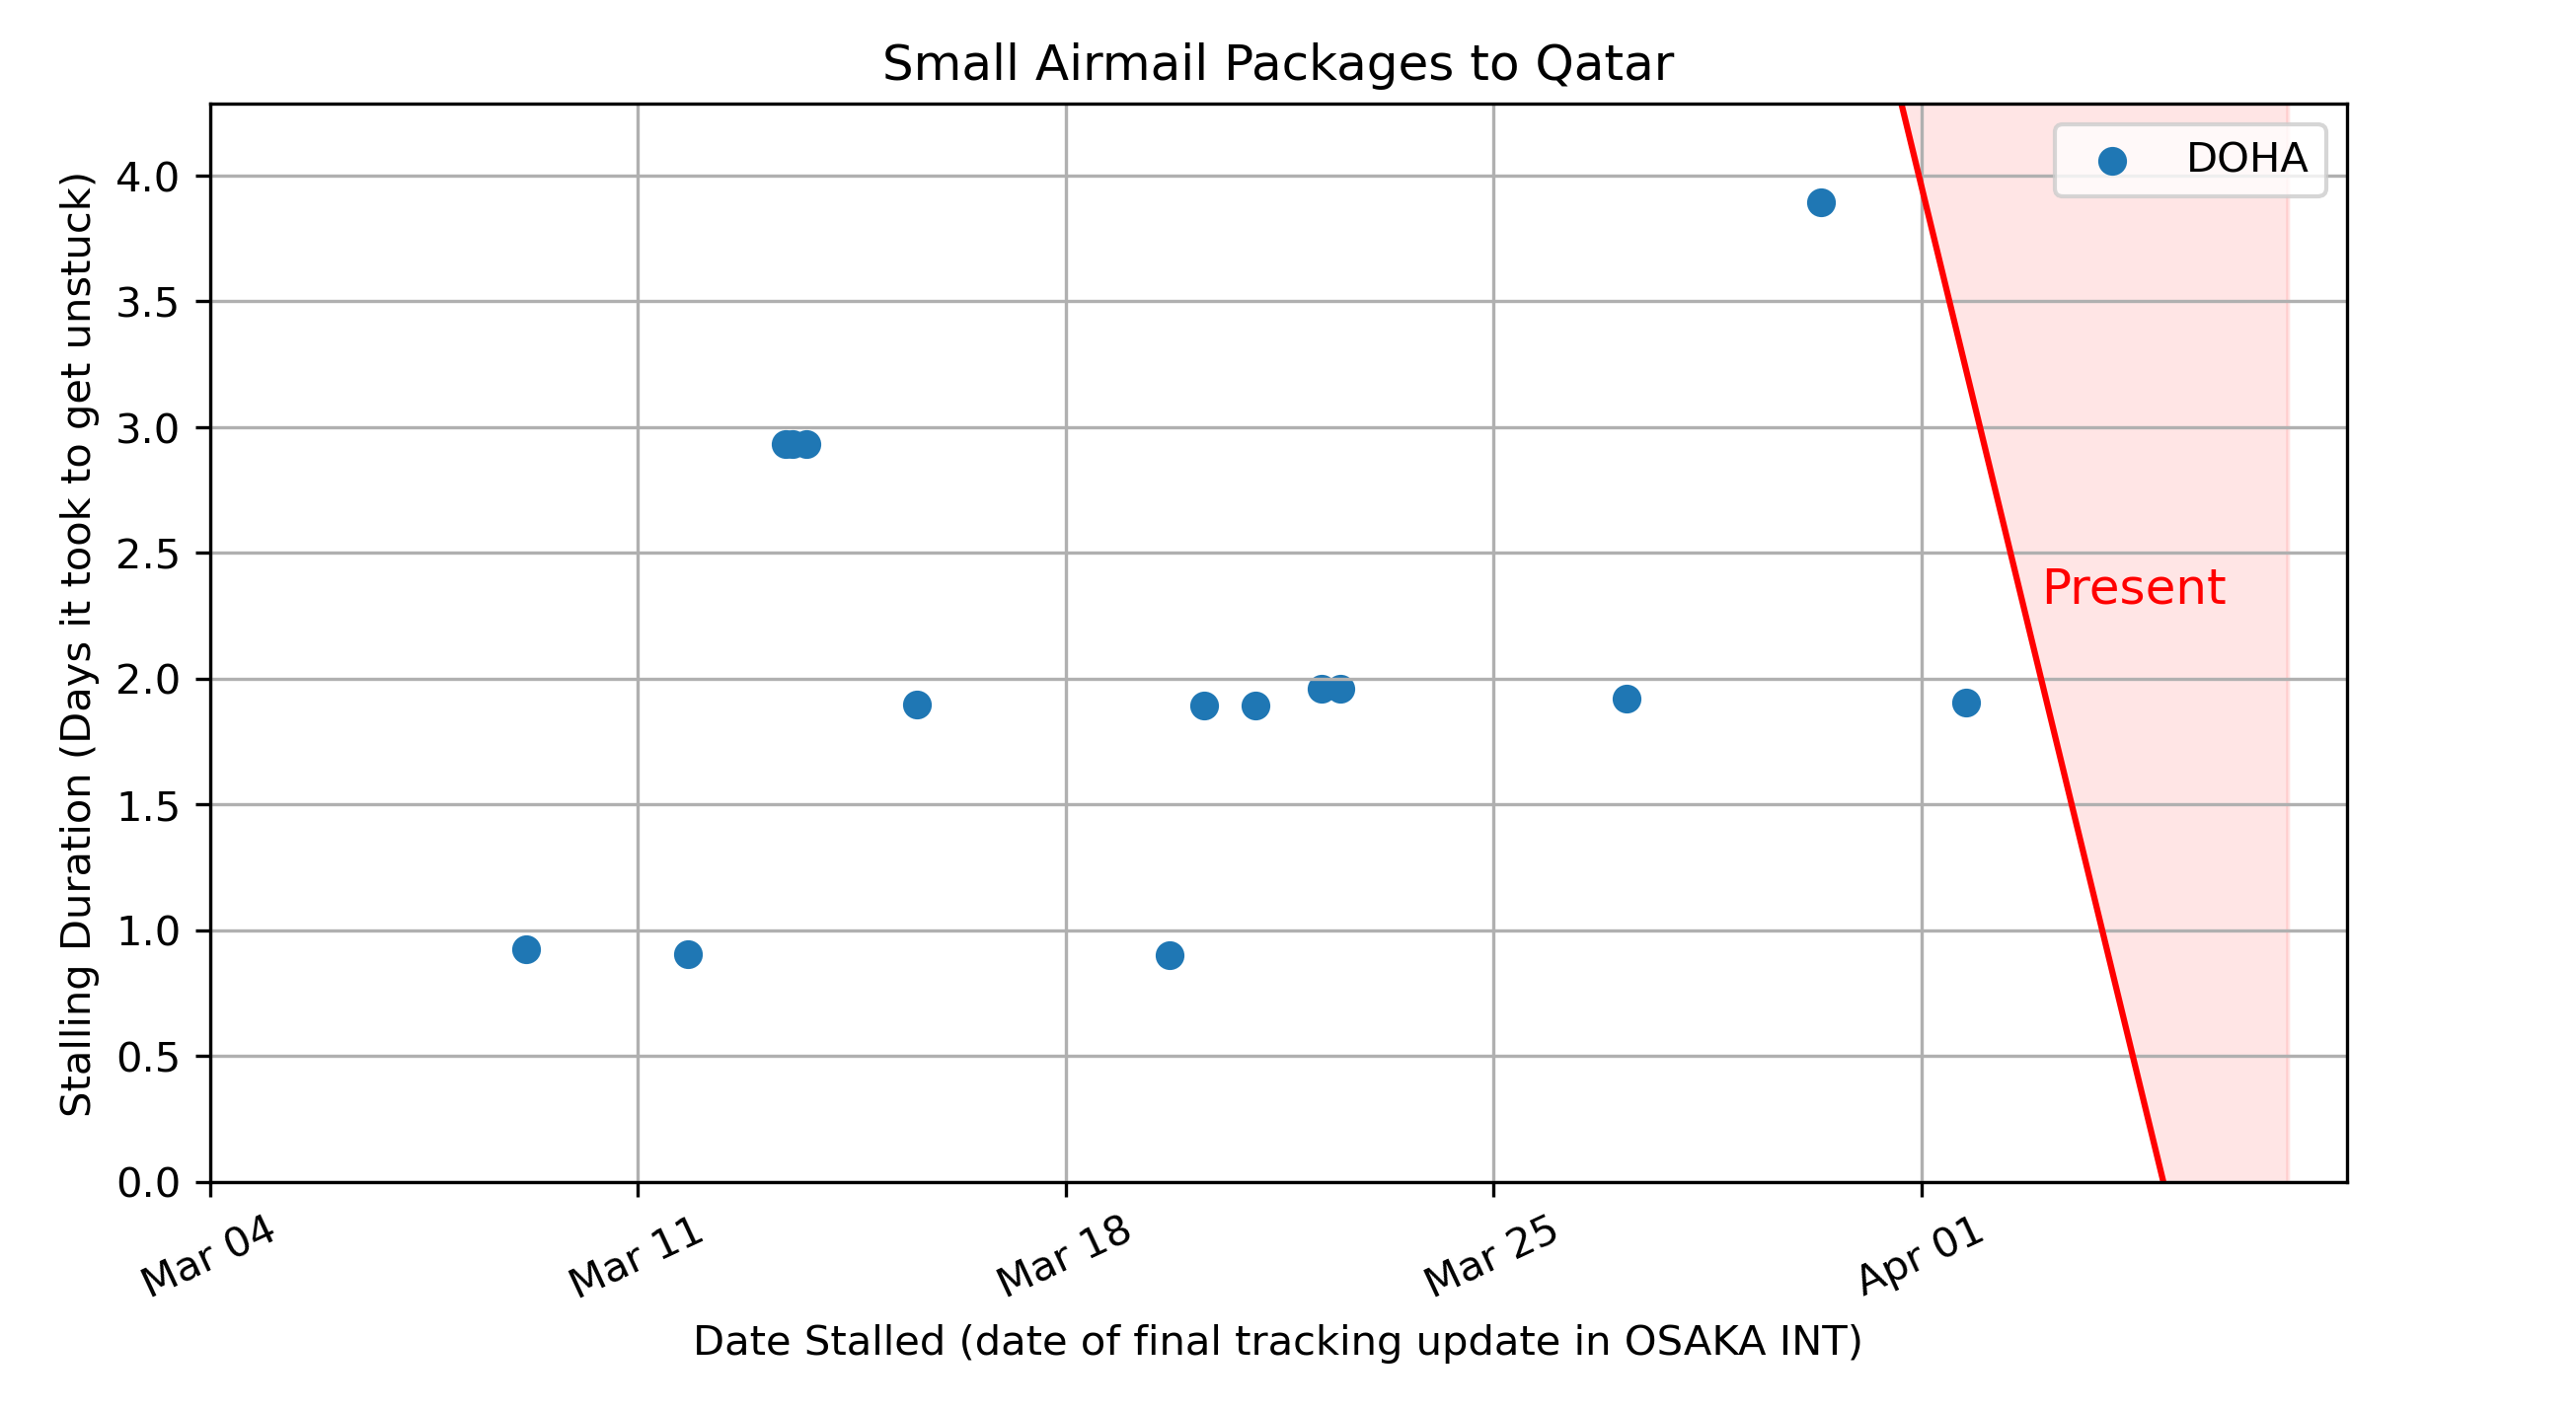 Small Airmail Packages to Qatar
DOHA
Present
Stalling Duration (Days it took to get unstuck)
4.0
3.5
3.0
2.5
2.0
1.5
1.0
0.5
0.0
Mar 04
Mar 11
Mar 18
Mar 25
Apr 01
Date Stalled (date of final tracking update in OSAKA INT)